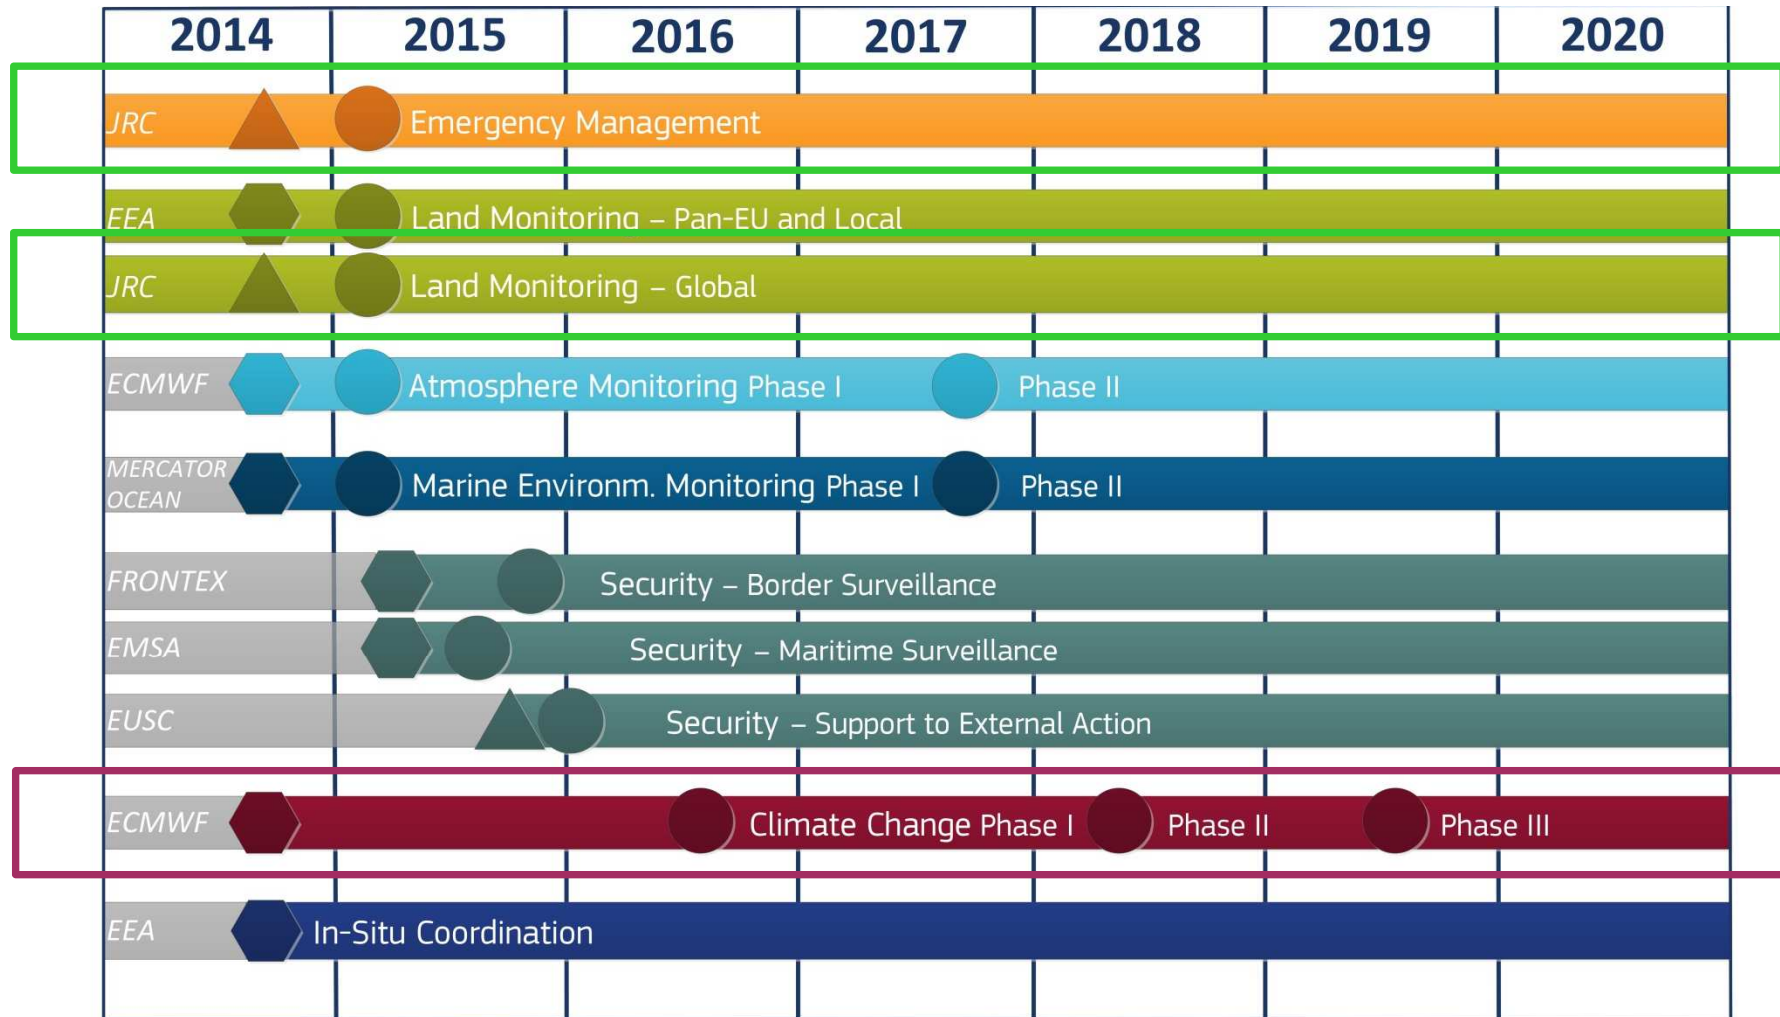 2014 2015 2016 2017 2018 2019 2020
JRC Emergency Management
EEA Land Monitoring – Pan-EU and Local
JRC Land Monitoring – Global
ECMWF Atmosphere Monitoring Phase I Phase II
MERCATOR
OCEAN Marine Environm. Monitoring Phase I Phase II
FRONTEX Security – Border Surveillance
EMSA Security – Maritime Surveillance
EUSC Security – Support to External Action
ECMWF Climate Change Phase I Phase II Phase III
EEA In-Situ Coordination